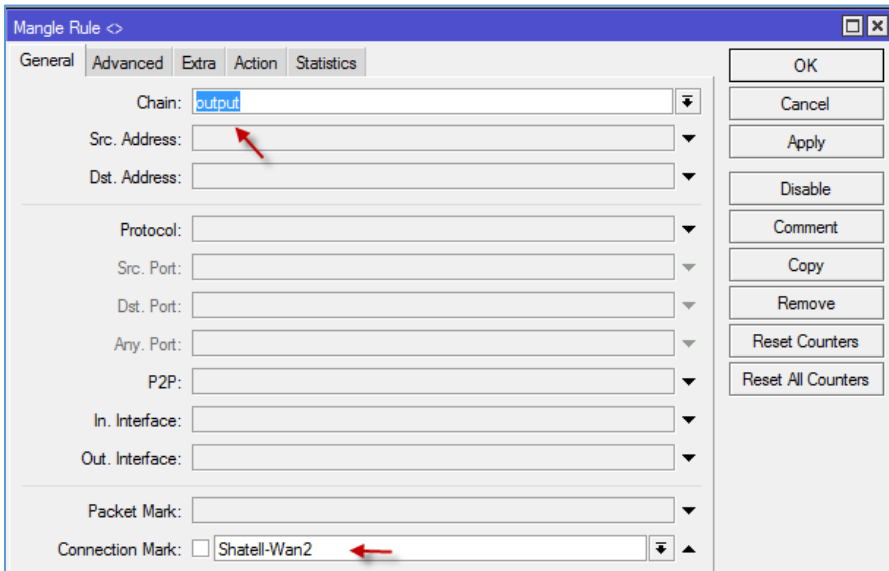 Mangle Rule <>
General Advanced Extra Action Statistics
Chain: output
Src. Address:
Dst. Address:
Protocol:
Src. Port:
Dst. Port:
Any. Port:
P2P:
In. Interface:
Out. Interface:
Packet Mark:
Connection Mark: Shatell-Wan2
OK
Cancel
Apply
Disable
Comment
Copy
Remove
Reset Counters
Reset All Counters